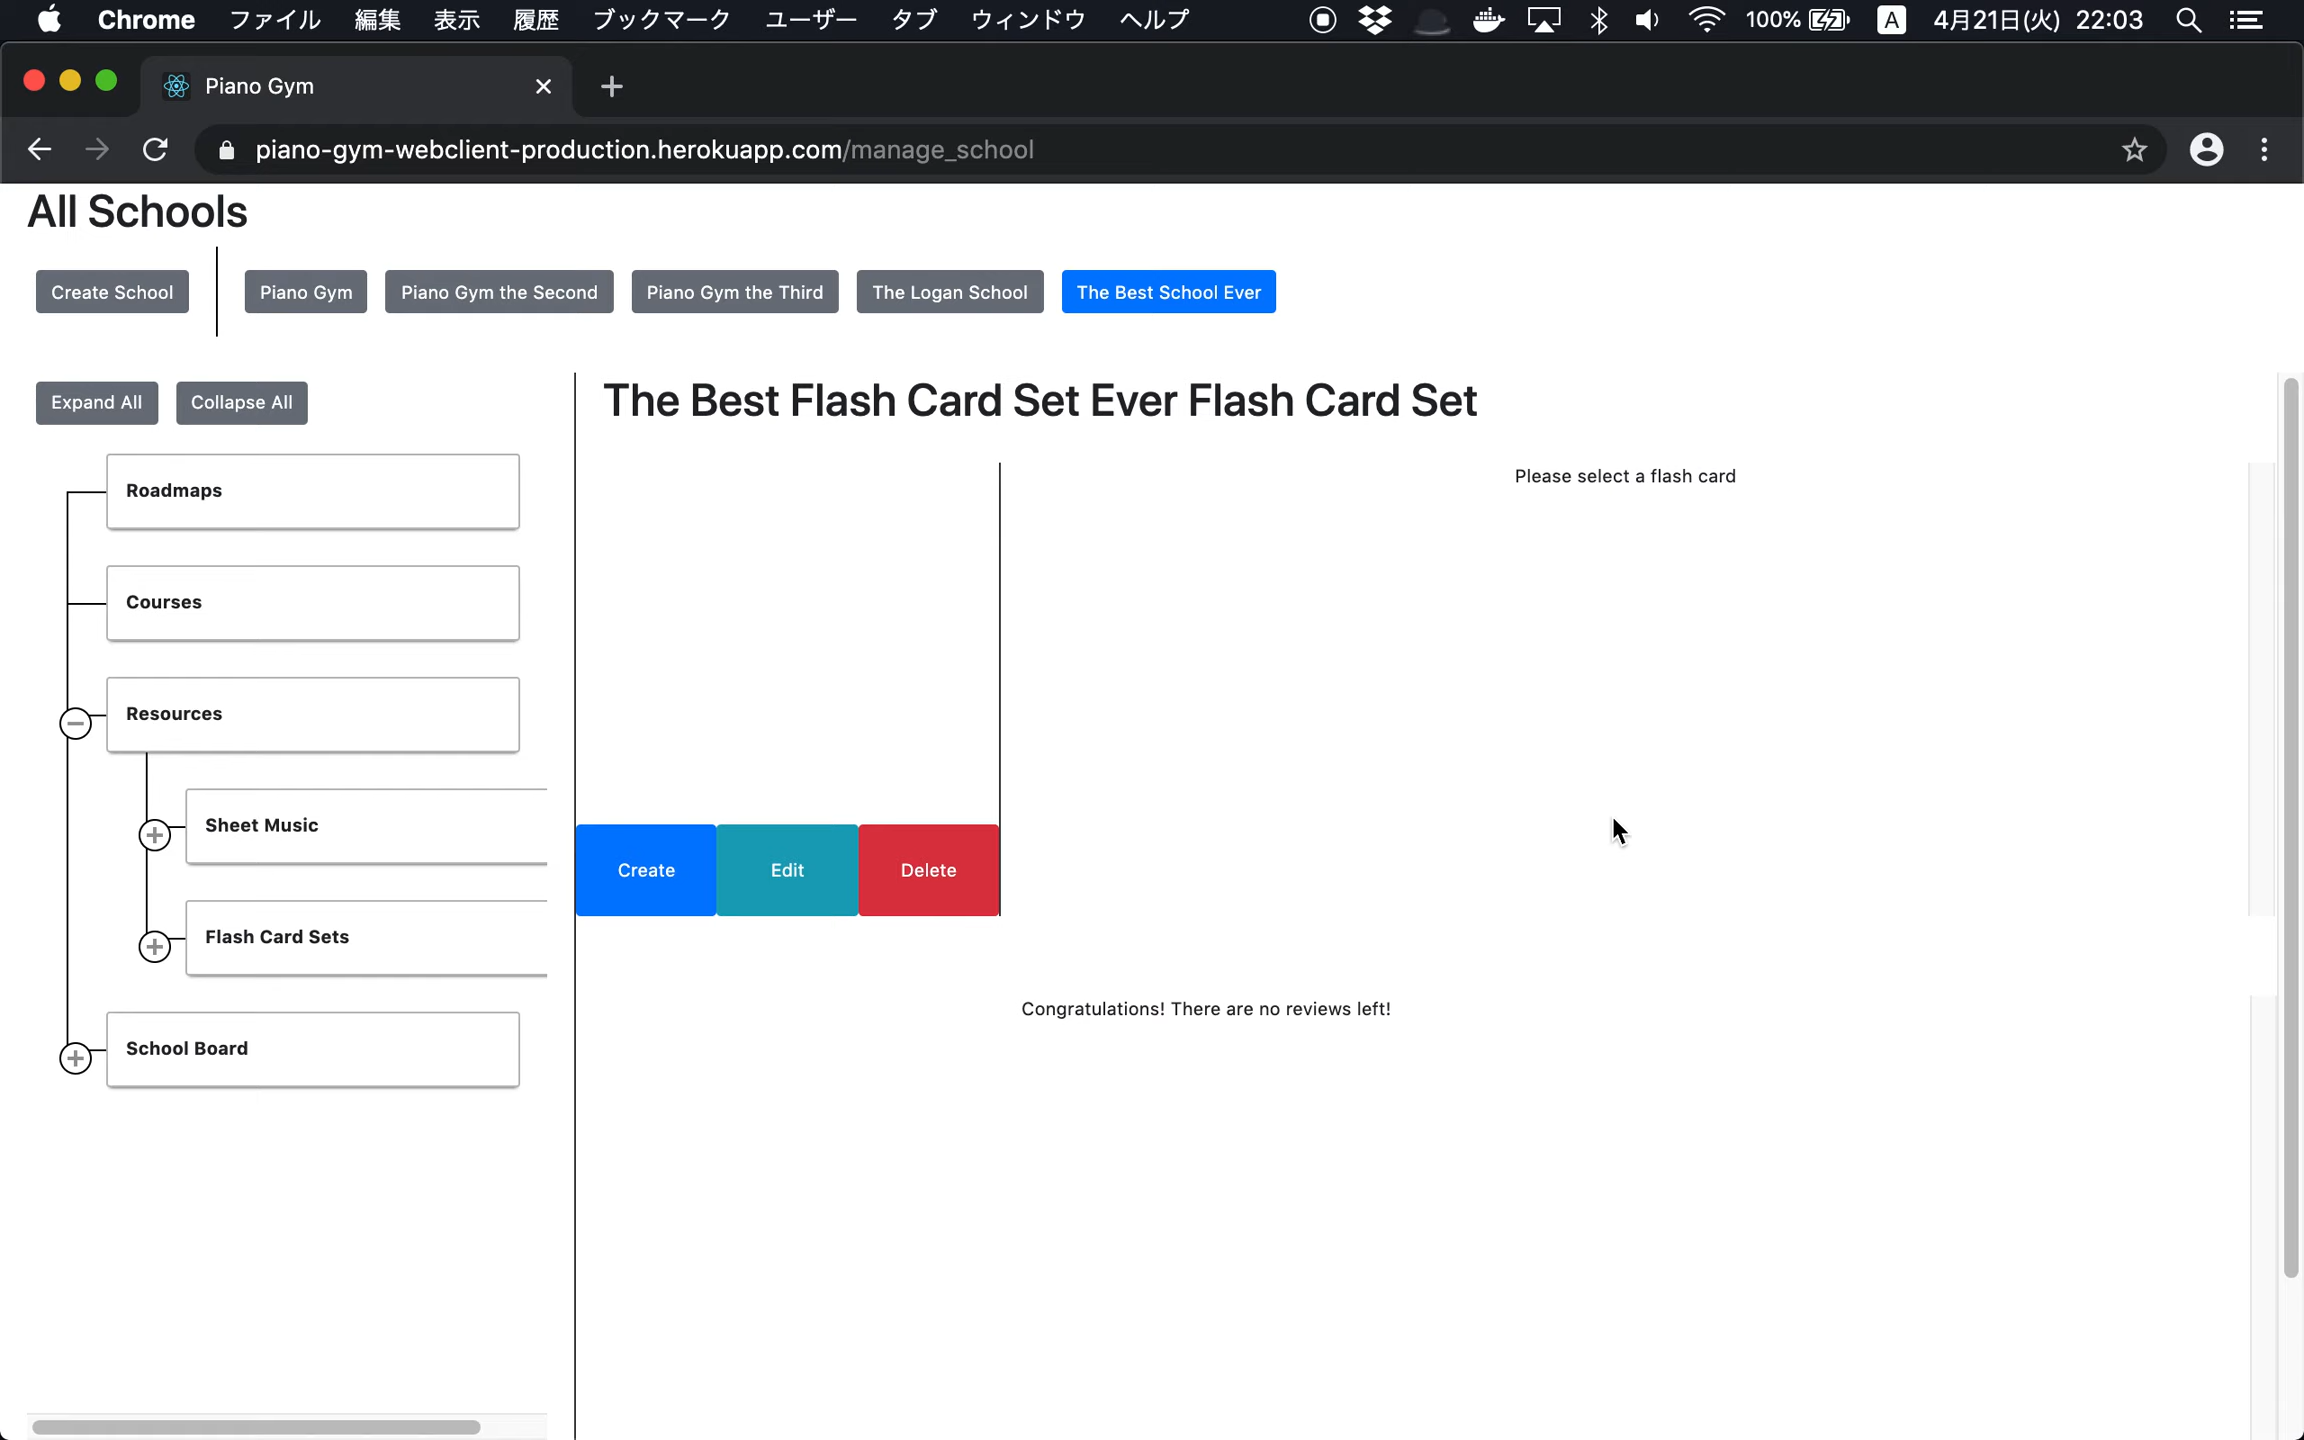 Chrome ファイル 編集 表示 履歴 ブックマーク ユーザー タブ ウィンドウ ヘルプ 100% A 4月21日(火) 22:03
Piano Gym
piano-gym-webclient-production.herokuapp.com/manage_school
All Schools
Create School Piano Gym Piano Gym the Second Piano Gym the Third The Logan School The Best School Ever
Expand All Collapse All
Roadmaps
Courses
Resources
Sheet Music
Flash Card Sets
School Board
The Best Flash Card Set Ever Flash Card Set
Please select a flash card
Create Edit Delete
Congratulations! There are no reviews left!